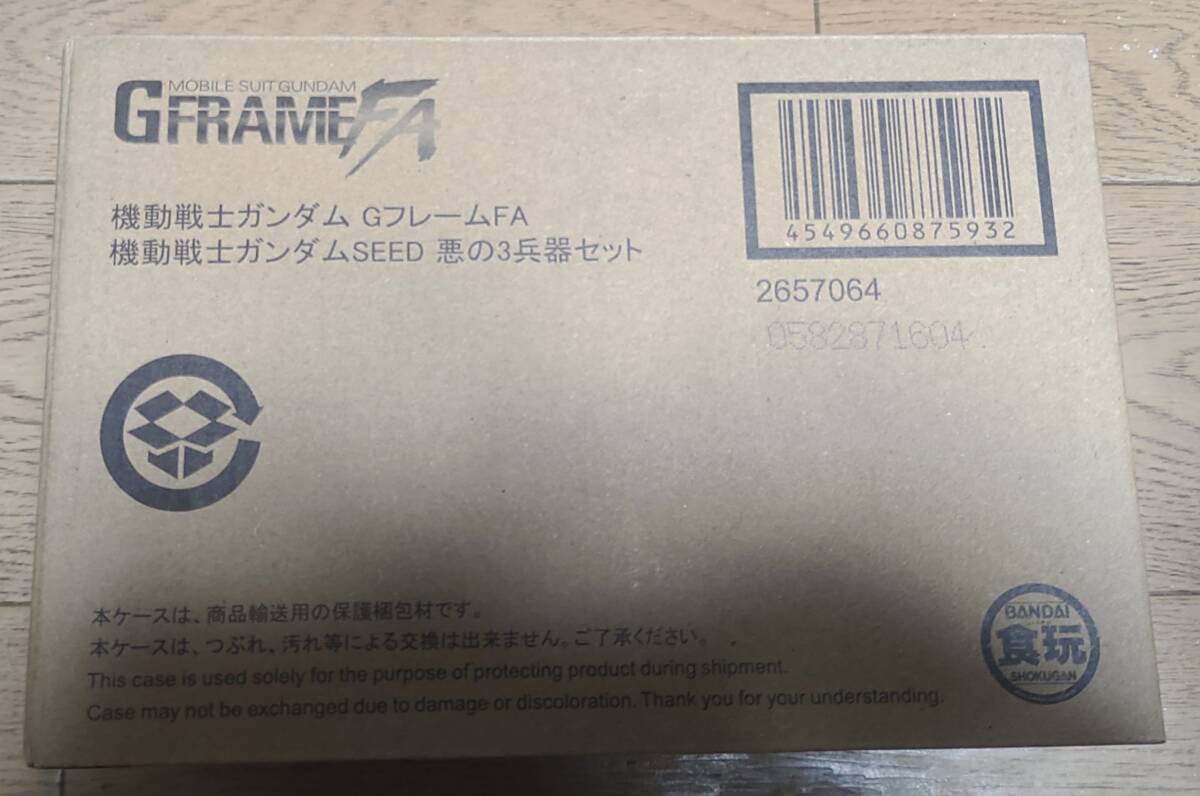 MOBILE SUIT GUNDAM
GFRAMEFA
機動戦士ガンダム GフレームFA
機動戦士ガンダムSEED 悪の3兵器セット
4549660875932
2657064
0582871604
本ケースは、商品輸送用の保護梱包材です。
本ケースは、つぶれ、汚れ等による交換は出来ません。ご了承ください。
This case is used solely for the purpose of protecting product during shipment.
Case may not be exchanged due to damage or discoloration. Thank you for your understanding.
BANDAI
食玩
SHOKUGAN